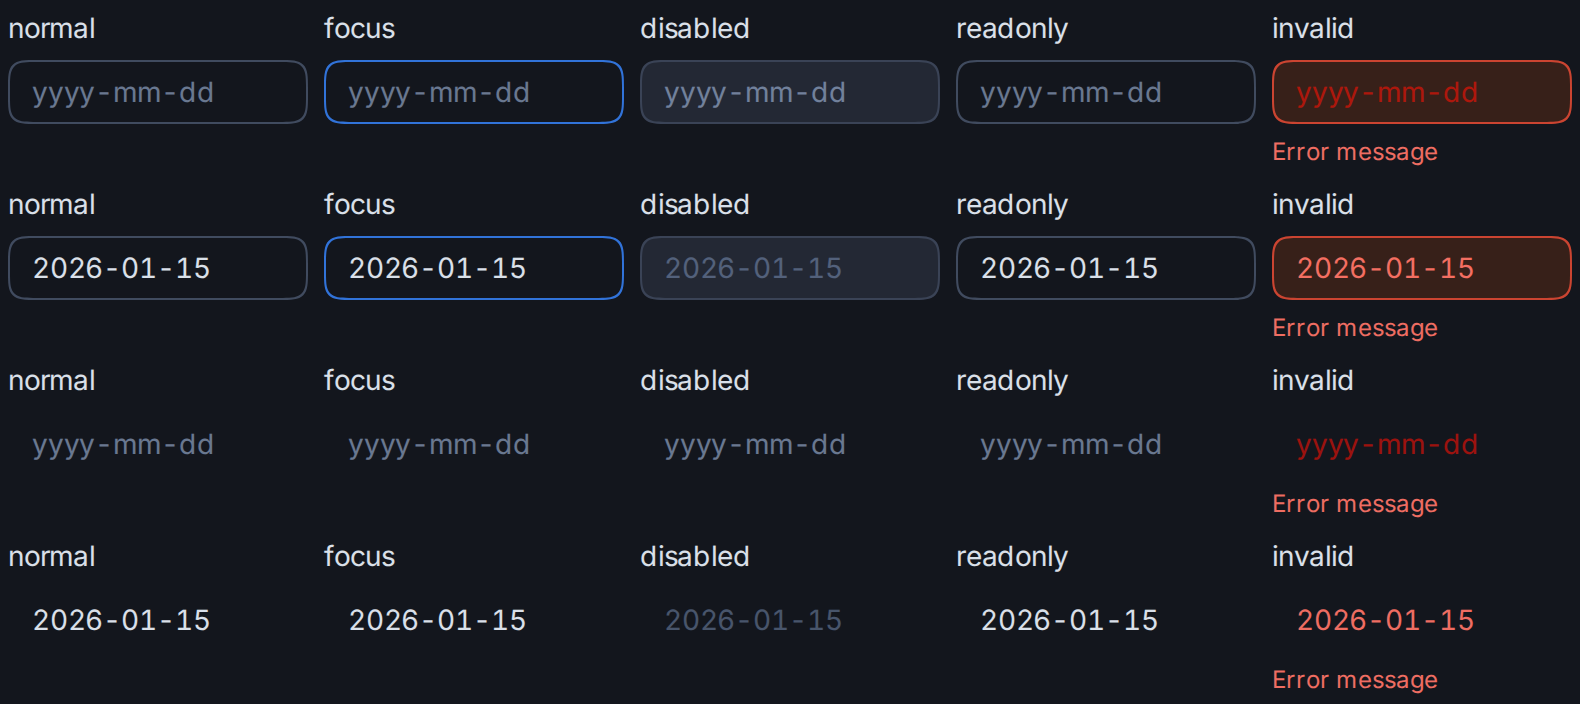 normal focus disabled readonly invalid
yyyy-mm-dd yyyy-mm-dd yyyy-mm-dd yyyy-mm-dd yyyy-mm-dd
Error message
normal focus disabled readonly invalid
2026-01-15 2026-01-15 2026-01-15 2026-01-15 2026-01-15
Error message
normal focus disabled readonly invalid
yyyy-mm-dd yyyy-mm-dd yyyy-mm-dd yyyy-mm-dd yyyy-mm-dd
Error message
normal focus disabled readonly invalid
2026-01-15 2026-01-15 2026-01-15 2026-01-15 2026-01-15
Error message